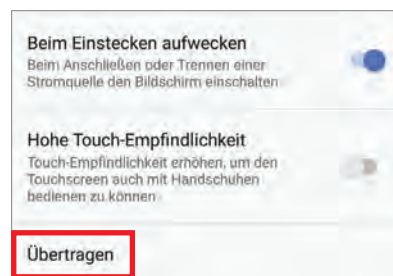 Beim Einstecken aufwecken
Beim Anschließen oder Trennen einer
Stromquelle den Bildschirm einschalten
Hohe Touch-Empfindlichkeit
Touch-Empfindlichkeit erhöhen, um den
Touchscreen auch mit Handschuhen
bedienen zu können
Übertragen